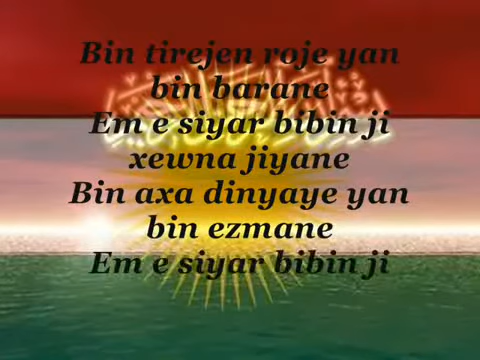 Bin tirejen roje yan
bin barane
Em e siyar bibin ji
xewna jiyane
Bin axa dinyaye yan
bin ezmane
Em e siyar bibin ji